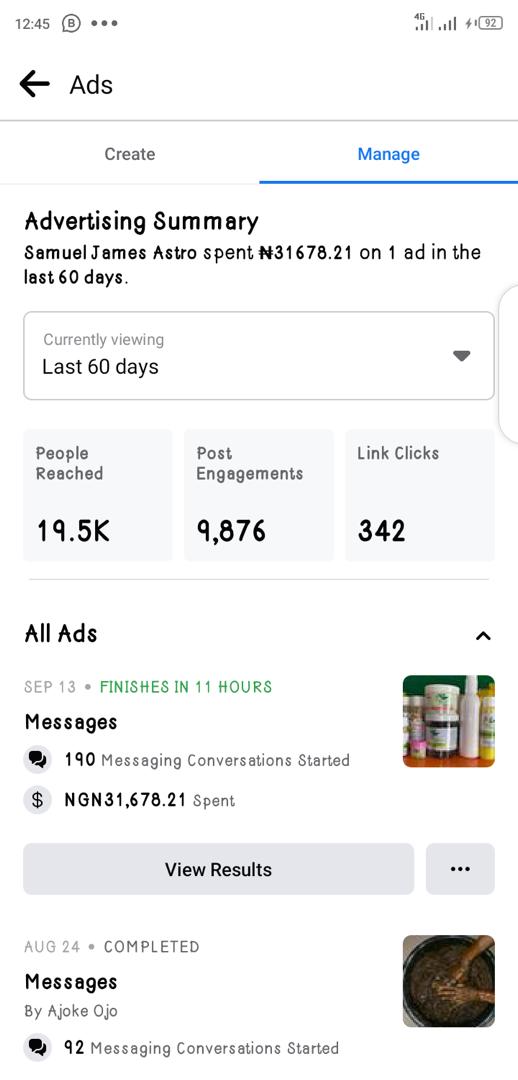 12:45 B 4G 92
Ads
Create Manage
Advertising Summary
Samuel James Astro spent ₦31678.21 on 1 ad in the
last 60 days.
Currently viewing
Last 60 days
People Reached
19.5K
Post Engagements
9,876
Link Clicks
342
All Ads
SEP 13 • FINISHES IN 11 HOURS
Messages
190 Messaging Conversations Started
$ NGN31,678.21 Spent
View Results
AUG 24 • COMPLETED
Messages
By Ajoke Ojo
92 Messaging Conversations Started